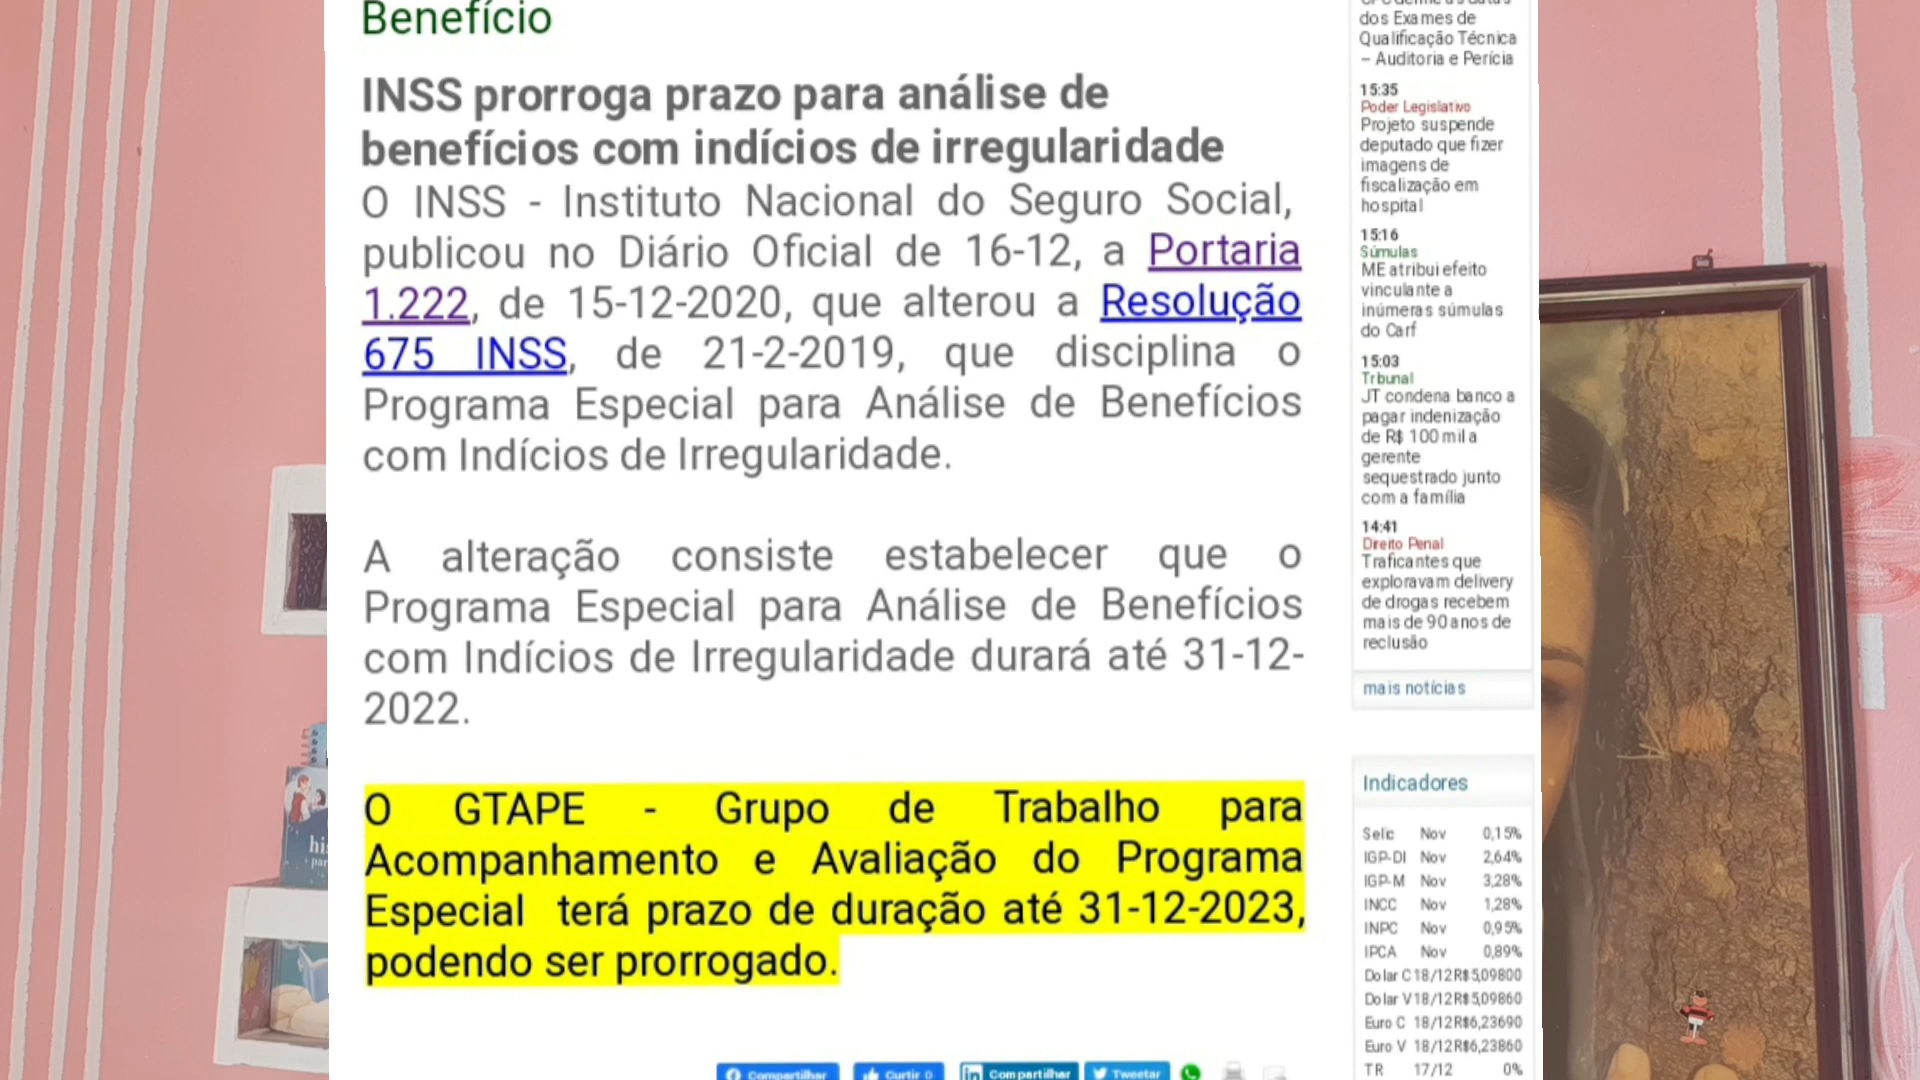 Benefício
INSS prorroga prazo para análise de
benefícios com indícios de irregularidade
O INSS - Instituto Nacional do Seguro Social,
publicou no Diário Oficial de 16-12, a Portaria
1.222, de 15-12-2020, que alterou a Resolução
675 INSS, de 21-2-2019, que disciplina o
Programa Especial para Análise de Benefícios
com Indícios de Irregularidade.
A alteração consiste estabelecer que o
Programa Especial para Análise de Benefícios
com Indícios de Irregularidade durará até 31-12-
2022.
O GTAPE - Grupo de Trabalho para
Acompanhamento e Avaliação do Programa
Especial terá prazo de duração até 31-12-2023,
podendo ser prorrogado.
Compartilhar
Curtir 0
in Compartilhar
Tweetar
dos Exames de
Qualificação Técnica
– Auditoria e Perícia
15:35
Poder Legislativo
Projeto suspende
deputado que fizer
imagens de
fiscalização em
hospital
15:16
Súmulas
ME atribui efeito
vinculante a
inúmeras súmulas
do Carf
15:03
Trbunal
JT condena banco a
pagar indenização
de R$ 100 mil a
gerente
sequestrado junto
com a família
14:41
Direito Penal
Traficantes que
exploravam delivery
de drogas recebem
mais de 90 anos de
reclusão
mais notícias
Indicadores
Selic Nov 0,15%
IGP-DI Nov 2,64%
IGP-M Nov 3,28%
INCC Nov 1,28%
INPC Nov 0,95%
IPCA Nov 0,89%
Dolar C 18/12 R$5,09800
Dolar V 18/12 R$5,09860
Euro C 18/12 R$6,23690
Euro V 18/12 R$6,23860
TR 17/12 0%
his
par